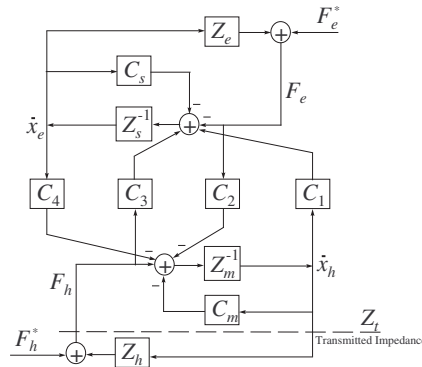 Z_e
F_e^*
C_s
F_e
ẋ_e
Z_s^{-1}
C_4
C_3
C_2
C_1
Z_m^{-1}
ẋ_h
F_h
C_m
Z_t
Transmitted Impedance
F_h^*
Z_h